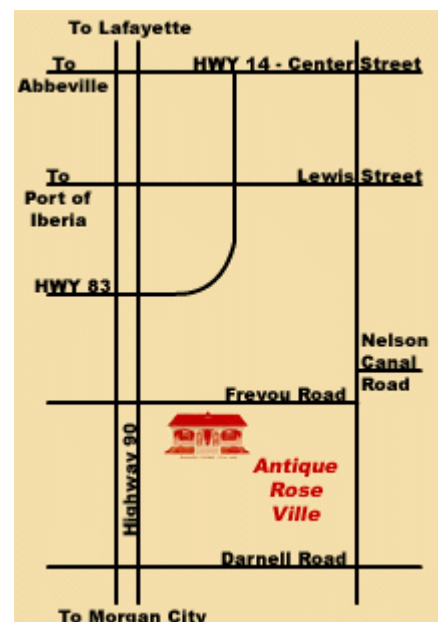 To Lafayette
To
Abbeville
HWY 14 - Center Street
To
Port of
Iberia
Lewis Street
HWY 83
Nelson
Canal
Road
Frevou Road
Highway 90
Antique
Rose
Ville
Darnell Road
To Morgan City